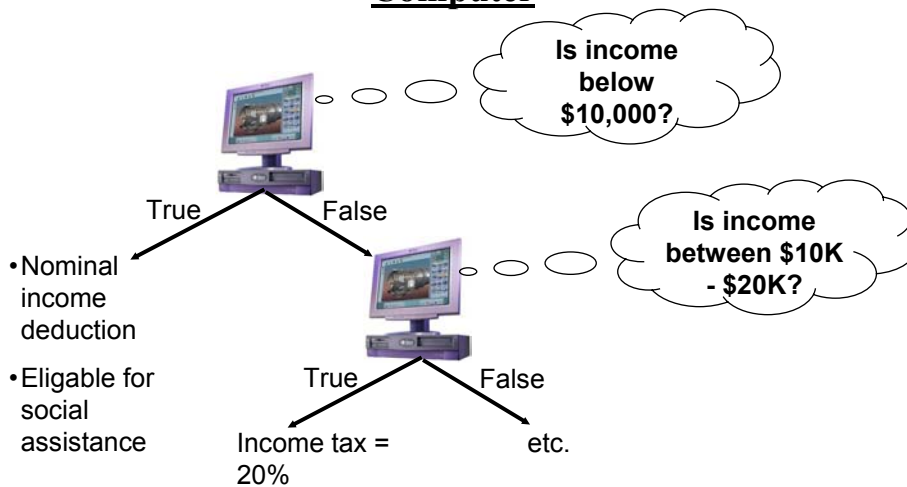 Computer
Is income
below
$10,000?
True
False
•Nominal
income
deduction
•Eligable for
social
assistance
Is income
between $10K
- $20K?
True
False
Income tax =
20%
etc.